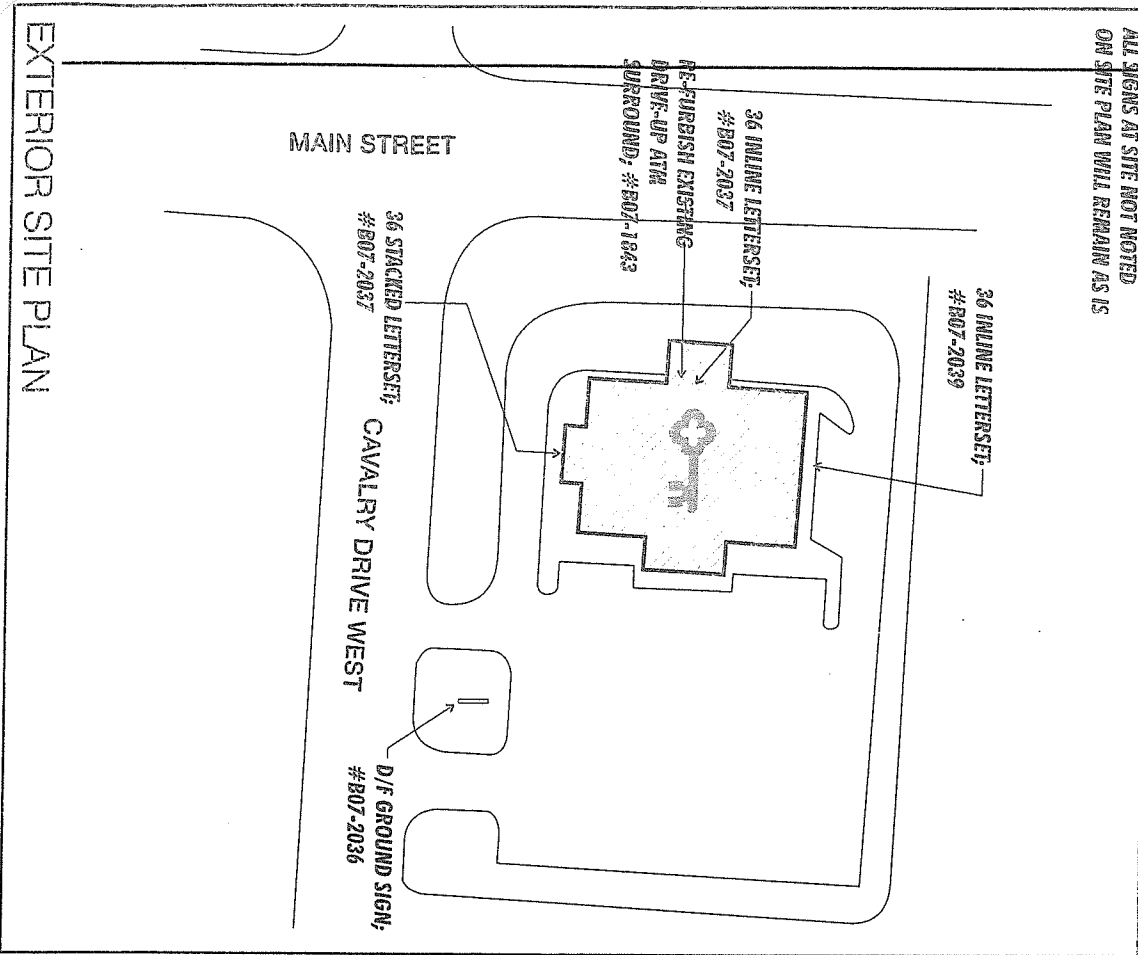 ALL SIGNS AT SITE NOT NOTED
ON SITE PLAN WILL REMAIN AS IS
36 INLINE LETTERSET;
#B07-2039
36 INLINE LETTERSET;
#B07-2037
RE-FURBISH EXISTING
DRIVE-UP ATM
SURROUND; #B07-1843
MAIN STREET
36 STACKED LETTERSET;
#B07-2037
CAVALRY DRIVE WEST
D/F GROUND SIGN;
#B07-2036
EXTERIOR SITE PLAN